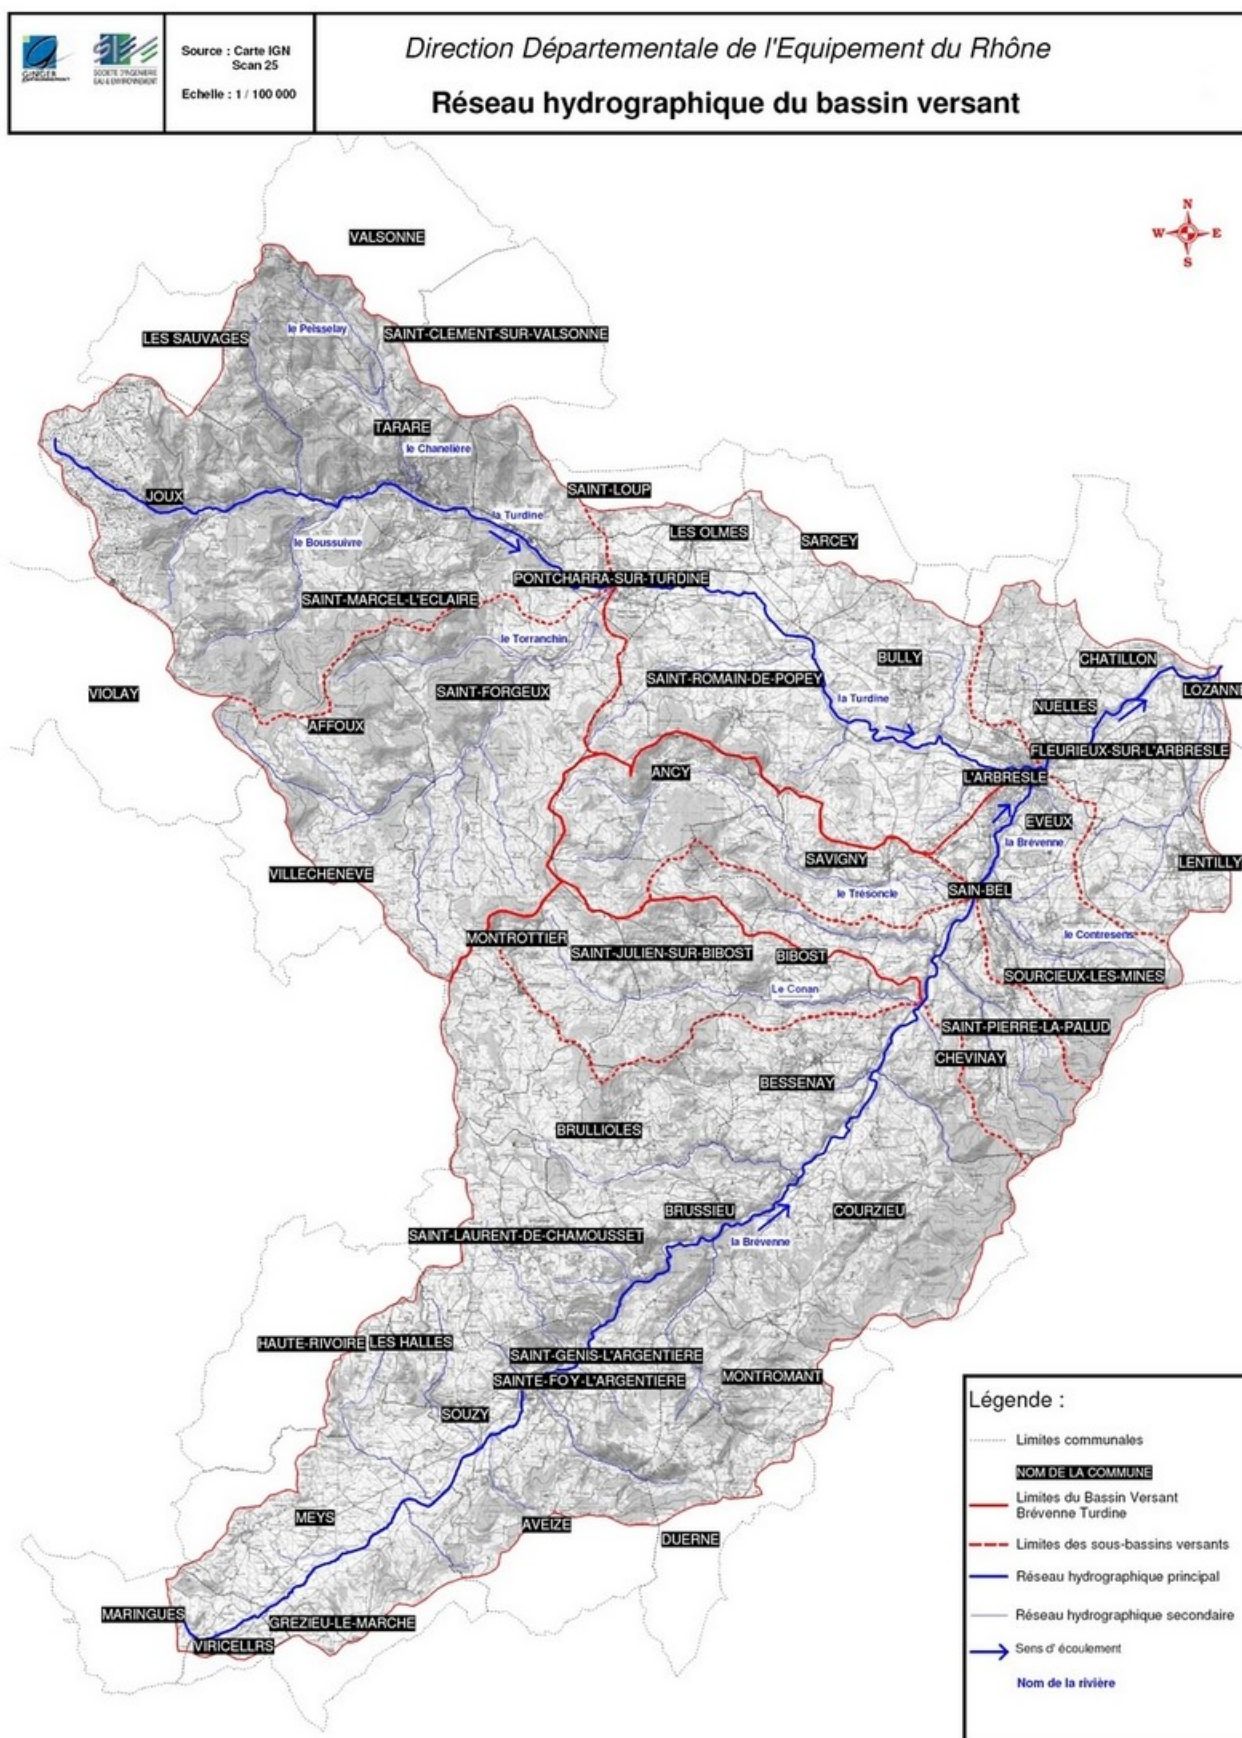 GINGER
ENVIRONNEMENT
SIEE
SOCIETE D'INGENIERIE
EAU & ENVIRONNEMENT
Source : Carte IGN
Scan 25
Echelle : 1 / 100 000
Direction Départementale de l'Equipement du Rhône
Réseau hydrographique du bassin versant
N
W E
S
VALSONNE
LES SAUVAGES
le Peisselay
SAINT-CLEMENT-SUR-VALSONNE
TARARE
le Chanelière
JOUX
SAINT-LOUP
la Turdine
LES OLMES
SARCEY
le Boussuivre
PONTCHARRA-SUR-TURDINE
SAINT-MARCEL-L'ECLAIRE
le Torranchin
BULLY
CHATILLON
VIOLAY
SAINT-FORGEUX
SAINT-ROMAIN-DE-POPEY
LOZANNE
la Turdine
NUELLES
AFFOUX
FLEURIEUX-SUR-L'ARBRESLE
ANCY
L'ARBRESLE
EVEUX
la Brévenne
VILLECHENEVE
SAVIGNY
LENTILLY
le Trésoncle
SAIN-BEL
MONTROTTIER
le Contresens
SAINT-JULIEN-SUR-BIBOST
BIBOST
SOURCIEUX-LES-MINES
Le Conan
SAINT-PIERRE-LA-PALUD
CHEVINAY
BESSENAY
BRULLIOLES
BRUSSIEU
COURZIEU
SAINT-LAURENT-DE-CHAMOUSSET
la Brévenne
HAUTE-RIVOIRE
LES HALLES
SAINT-GENIS-L'ARGENTIERE
SAINTE-FOY-L'ARGENTIERE
MONTROMANT
SOUZY
MEYS
AVEIZE
DUERNE
MARINGUES
GREZIEU-LE-MARCHE
VIRICELLRS
Légende :
Limites communales
NOM DE LA COMMUNE
Limites du Bassin Versant
Brévenne Turdine
Limites des sous-bassins versants
Réseau hydrographique principal
Réseau hydrographique secondaire
Sens d' écoulement
Nom de la rivière